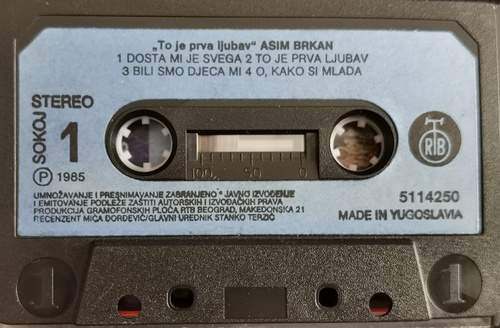 „To je prva ljubav“ ASIM BRKAN
1 DOSTA MI JE SVEGA 2 TO JE PRVA LJUBAV
3 BILI SMO DJECA MI 4 O, KAKO SI MLADA
STEREO
SOKOJ
1
P 1985
100 50 0
RTB
UMNOŽAVANJE I PRESNIMAVANJE ZABRANJENO * JAVNO IZVOĐENJE
I EMITOVANJE PODLEŽE ZAŠTITI AUTORSKIH I IZVOĐAČKIH PRAVA
PRODUKCIJA GRAMOFONSKIH PLOČA RTB BEOGRAD, MAKEDONSKA 21
RECENZENT MIĆA ĐORĐEVIĆ/GLAVNI UREDNIK STANKO TERZIĆ
5114250
MADE IN YUGOSLAVIA
1
1